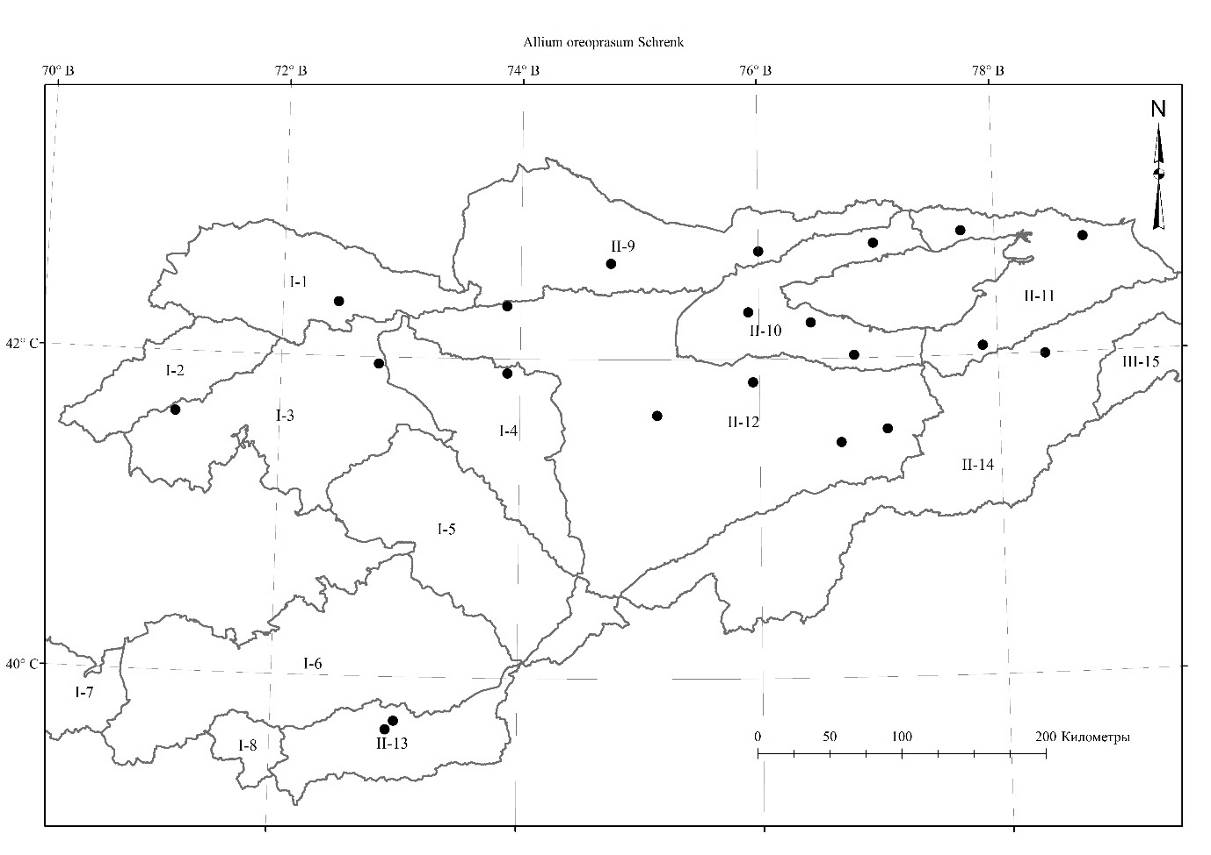 Allium oreoprasum Schrenk
70° В 72° В 74° В 76° В 78° В
N
II-9
I-1
II-11
II-10
42° С
III-15
I-2
I-3
II-12
I-4
II-14
I-5
40° С
I-6
I-7
0 50 100 200 Километры
I-8
II-13